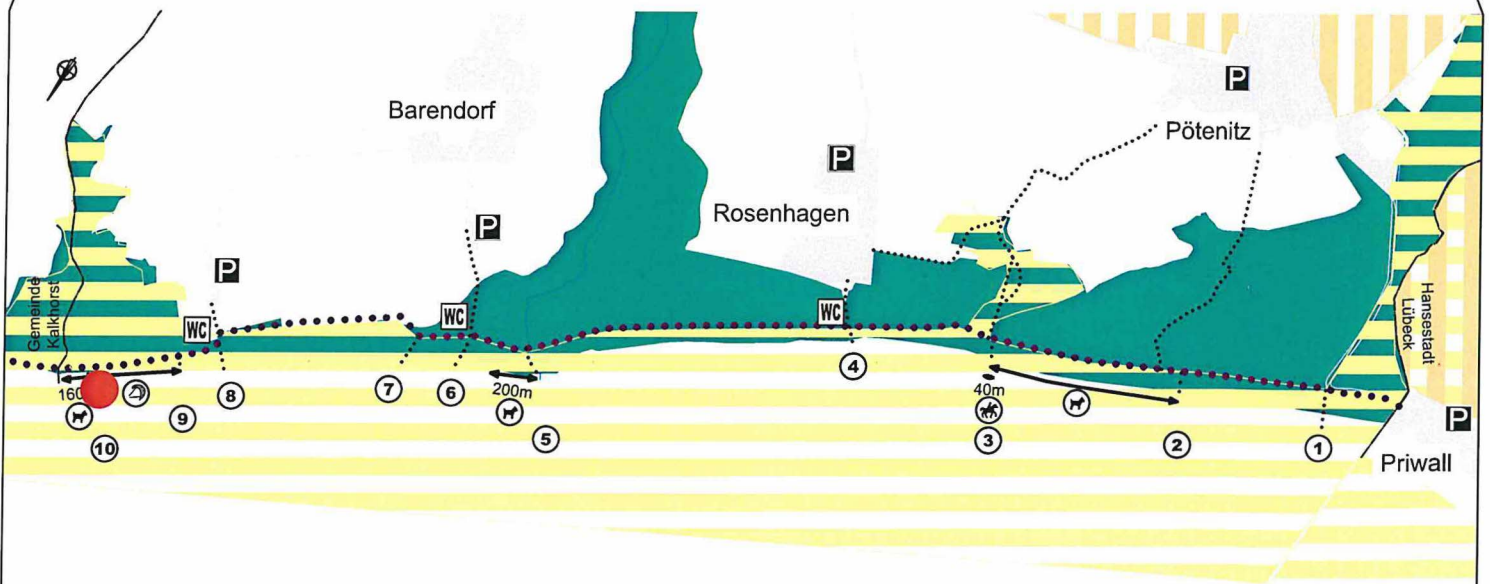 P
Barendorf
Pötenitz
P
Rosenhagen
P
P
Gemeinde
Kalkhorst
Hansestadt
Lübeck
WC
WC
WC
8
7
6
200m
4
40m
9
5
3
2
1
P
10
Priwall